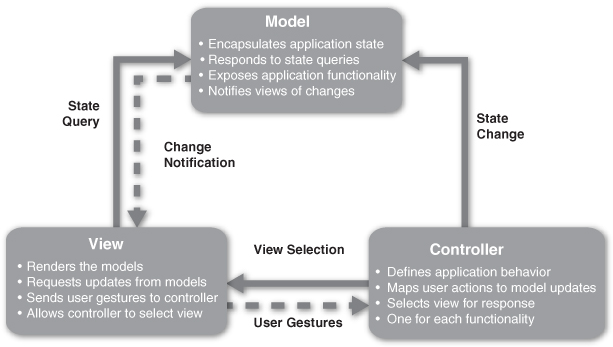 Model
• Encapsulates application state
• Responds to state queries
• Exposes application functionality
• Notifies views of changes
State
Query
Change
Notification
State
Change
View
• Renders the models
• Requests updates from models
• Sends user gestures to controller
• Allows controller to select view
View Selection
User Gestures
Controller
• Defines application behavior
• Maps user actions to model updates
• Selects view for response
• One for each functionality